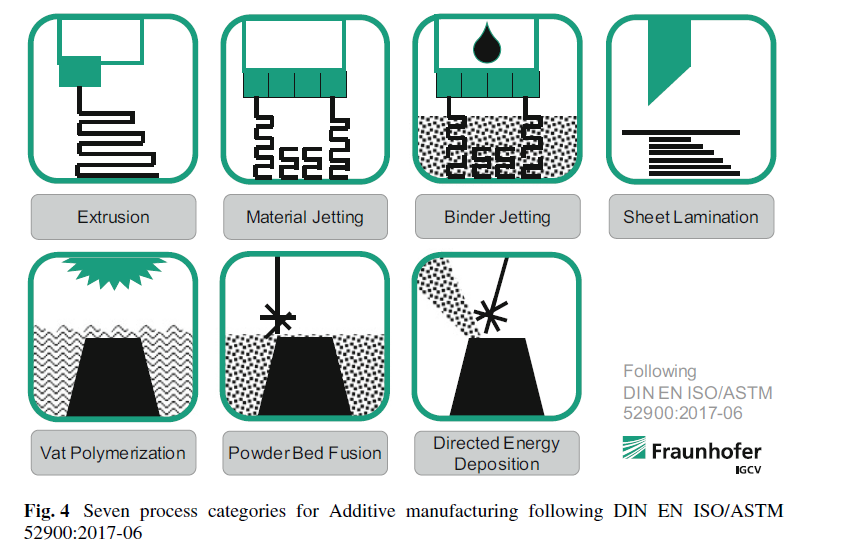 Extrusion
Material Jetting
Binder Jetting
Sheet Lamination
Vat Polymerization
Powder Bed Fusion
Directed Energy
Deposition
Following
DIN EN ISO/ASTM
52900:2017-06
Fraunhofer
IGCV
Fig. 4 Seven process categories for Additive manufacturing following DIN EN ISO/ASTM
52900:2017-06